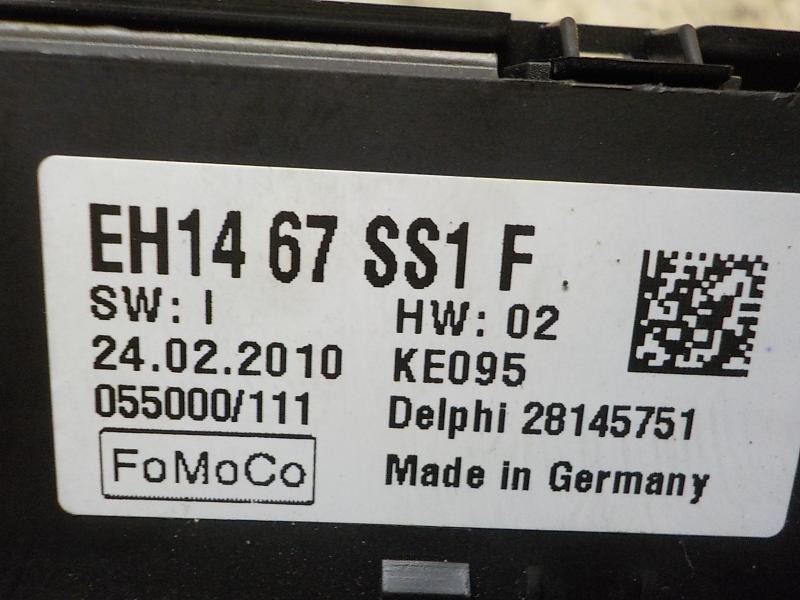 EH14 67 SS1 F
SW: I HW: 02
24.02.2010 KE095
055000/111 Delphi 28145751
FoMoCo Made in Germany